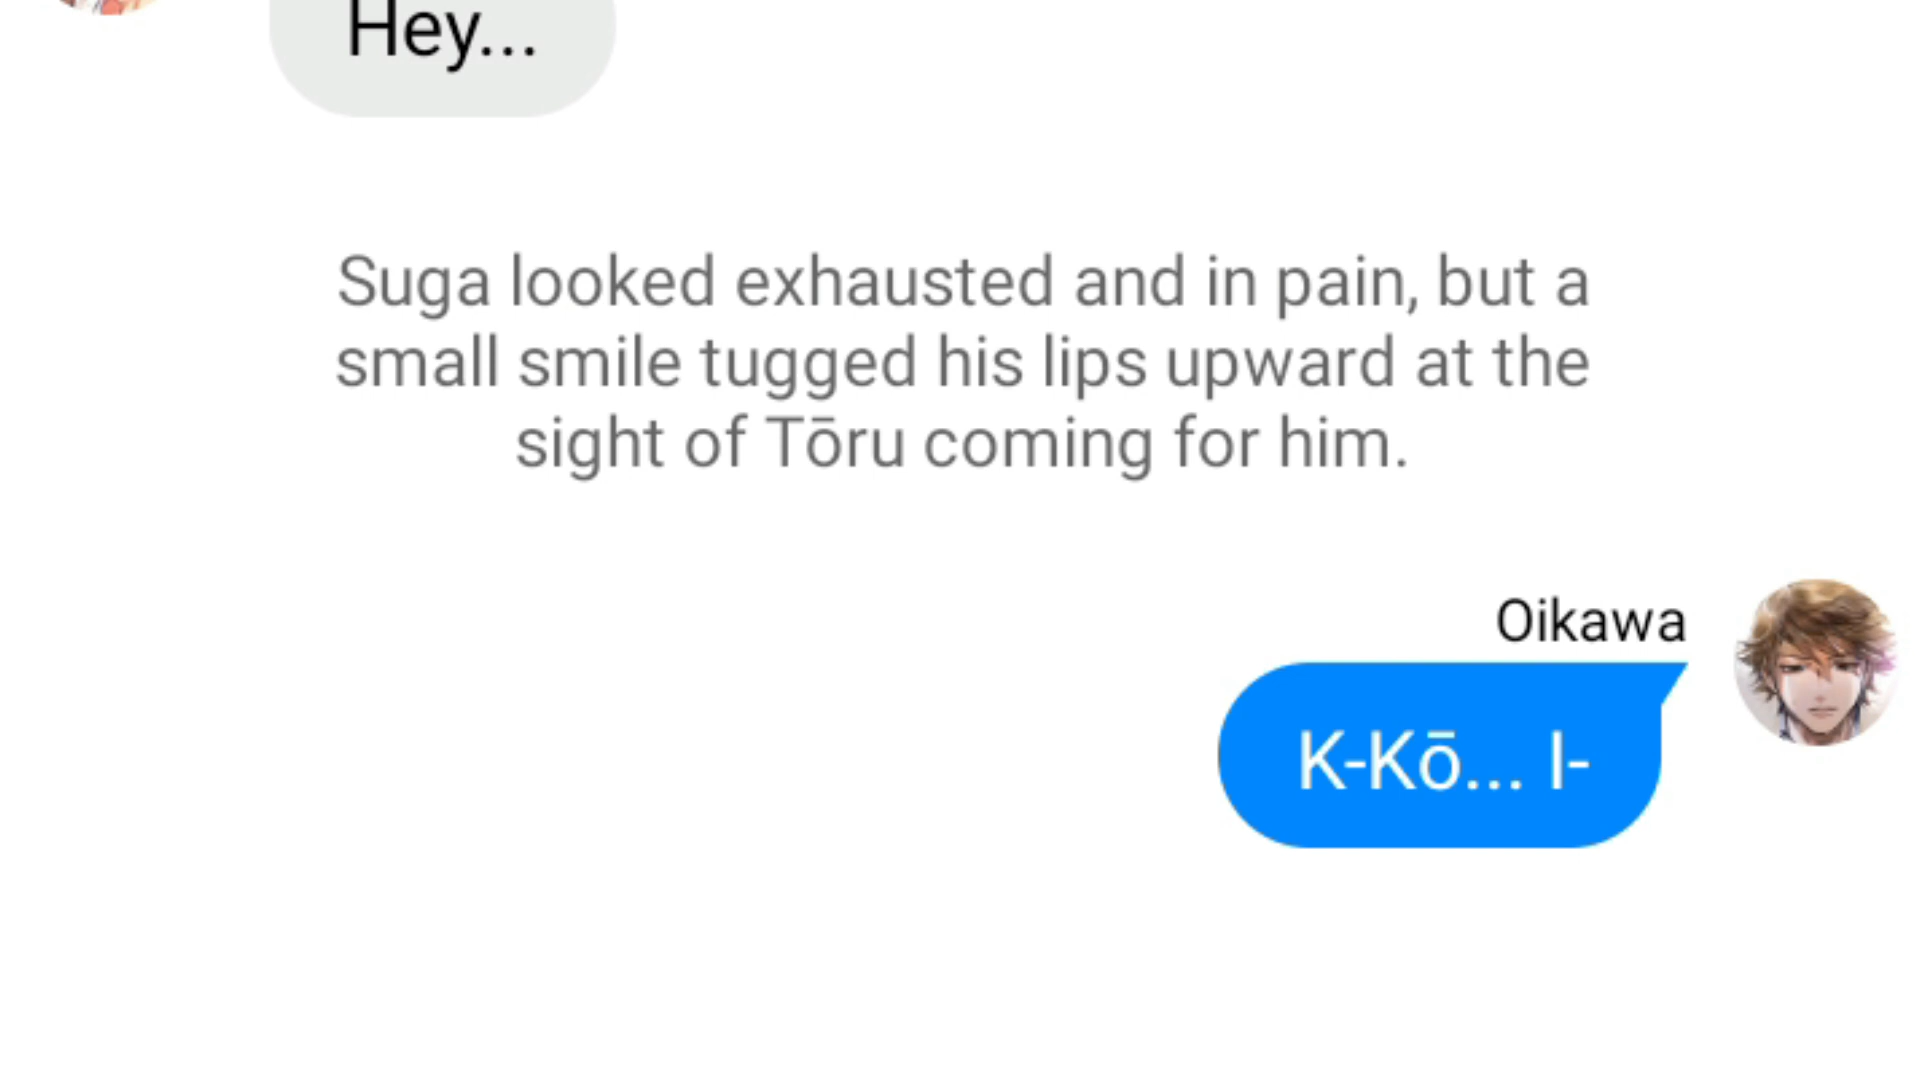 Hey...
Suga looked exhausted and in pain, but a
small smile tugged his lips upward at the
sight of Tōru coming for him.
Oikawa
K-Kō... I-